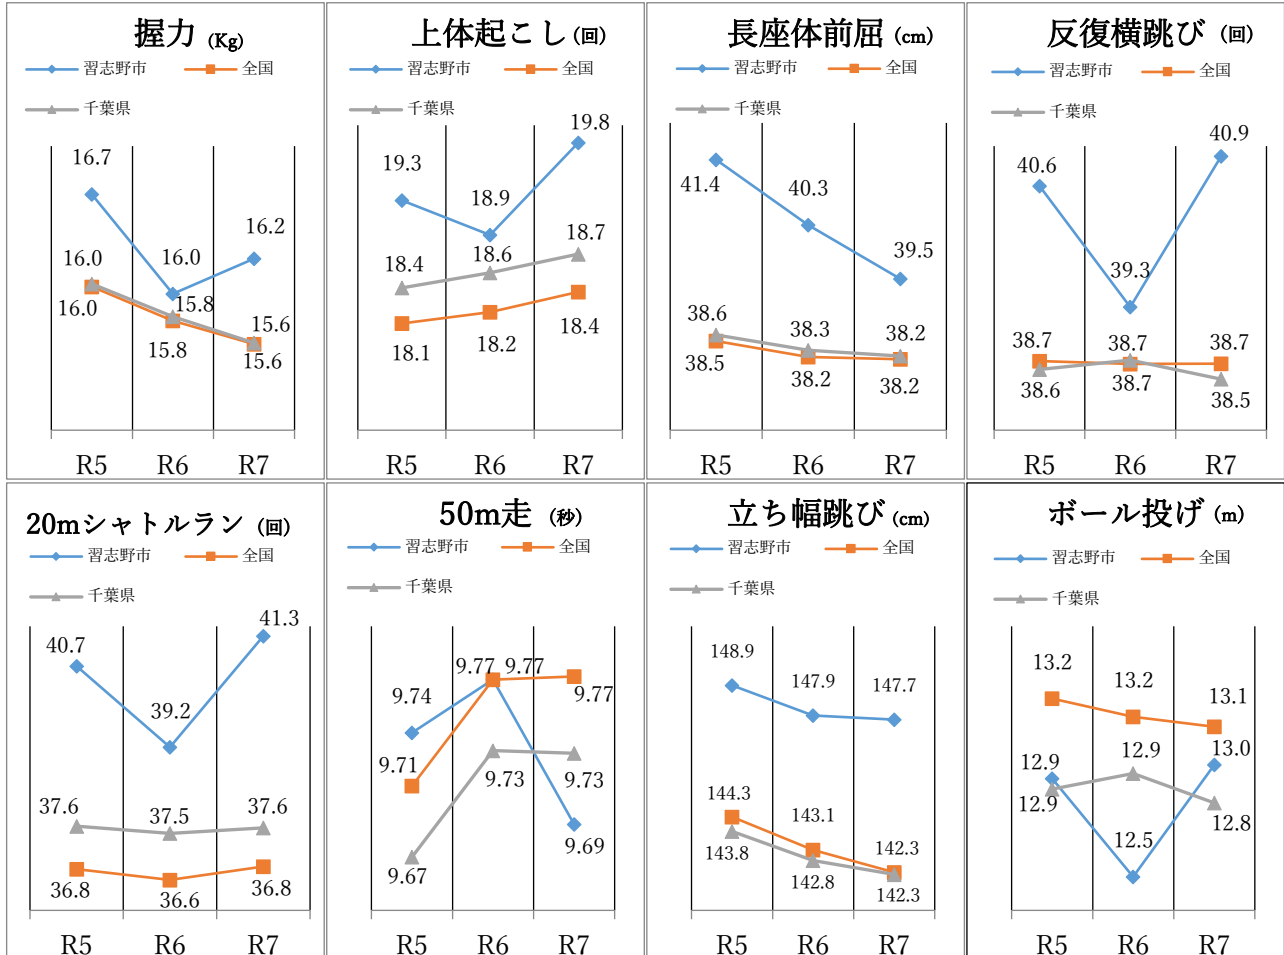 握力 (Kg)
習志野市 全国
千葉県
16.7
16.0
16.2
16.0
15.8
15.6
16.0
15.8
15.6
R5 R6 R7
上体起こし (回)
習志野市 全国
千葉県
19.3
18.9
19.8
18.4
18.6
18.7
18.1
18.2
18.4
R5 R6 R7
長座体前屈 (cm)
習志野市 全国
千葉県
41.4
40.3
39.5
38.6
38.3
38.2
38.5
38.2
38.2
R5 R6 R7
反復横跳び (回)
習志野市 全国
千葉県
40.6
39.3
40.9
38.7
38.7
38.7
38.6
38.7
38.5
R5 R6 R7
20mシャトルラン (回)
習志野市 全国
千葉県
40.7
39.2
41.3
37.6
37.5
37.6
36.8
36.6
36.8
R5 R6 R7
50m走 (秒)
習志野市 全国
千葉県
9.74
9.77
9.77
9.77
9.71
9.73
9.73
9.67
9.69
R5 R6 R7
立ち幅跳び (cm)
習志野市 全国
千葉県
148.9
147.9
147.7
144.3
143.1
142.3
143.8
142.8
142.3
R5 R6 R7
ボール投げ (m)
習志野市 全国
千葉県
13.2
13.2
13.1
12.9
12.9
13.0
12.9
12.5
12.8
R5 R6 R7